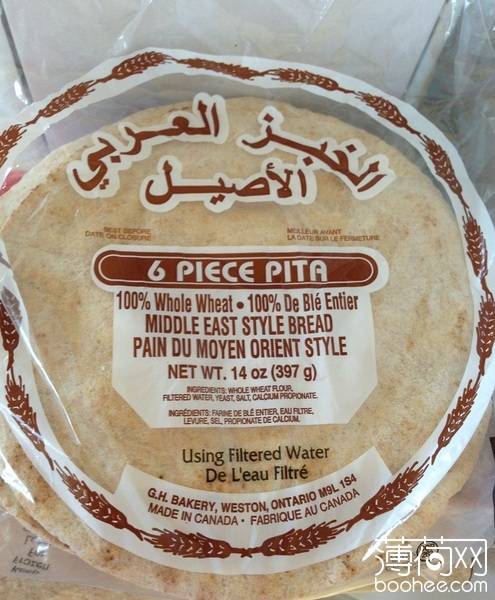 الخبز العربي
الأصيل
BEST BEFORE
DATE ON CLOSURE
MEILLEUR AVANT
LA DATE SUR LE FERMETURE
6 PIECE PITA
100% Whole Wheat • 100% De Blé Entier
MIDDLE EAST STYLE BREAD
PAIN DU MOYEN ORIENT STYLE
NET WT. 14 oz (397 g)
INGREDIENTS: WHOLE WHEAT FLOUR,
FILTERED WATER, YEAST, SALT, CALCIUM PROPIONATE.
INGRÉDIENTS: FARINE DE BLÉ ENTIER, EAU FILTRE,
LEVURE, SEL, PROPIONATE DE CALCIUM.
Using Filtered Water
De L'eau Filtré
G.H. BAKERY, WESTON, ONTARIO M9L 1S4
MADE IN CANADA • FABRIQUE AU CANADA
薄荷网
boohee.com